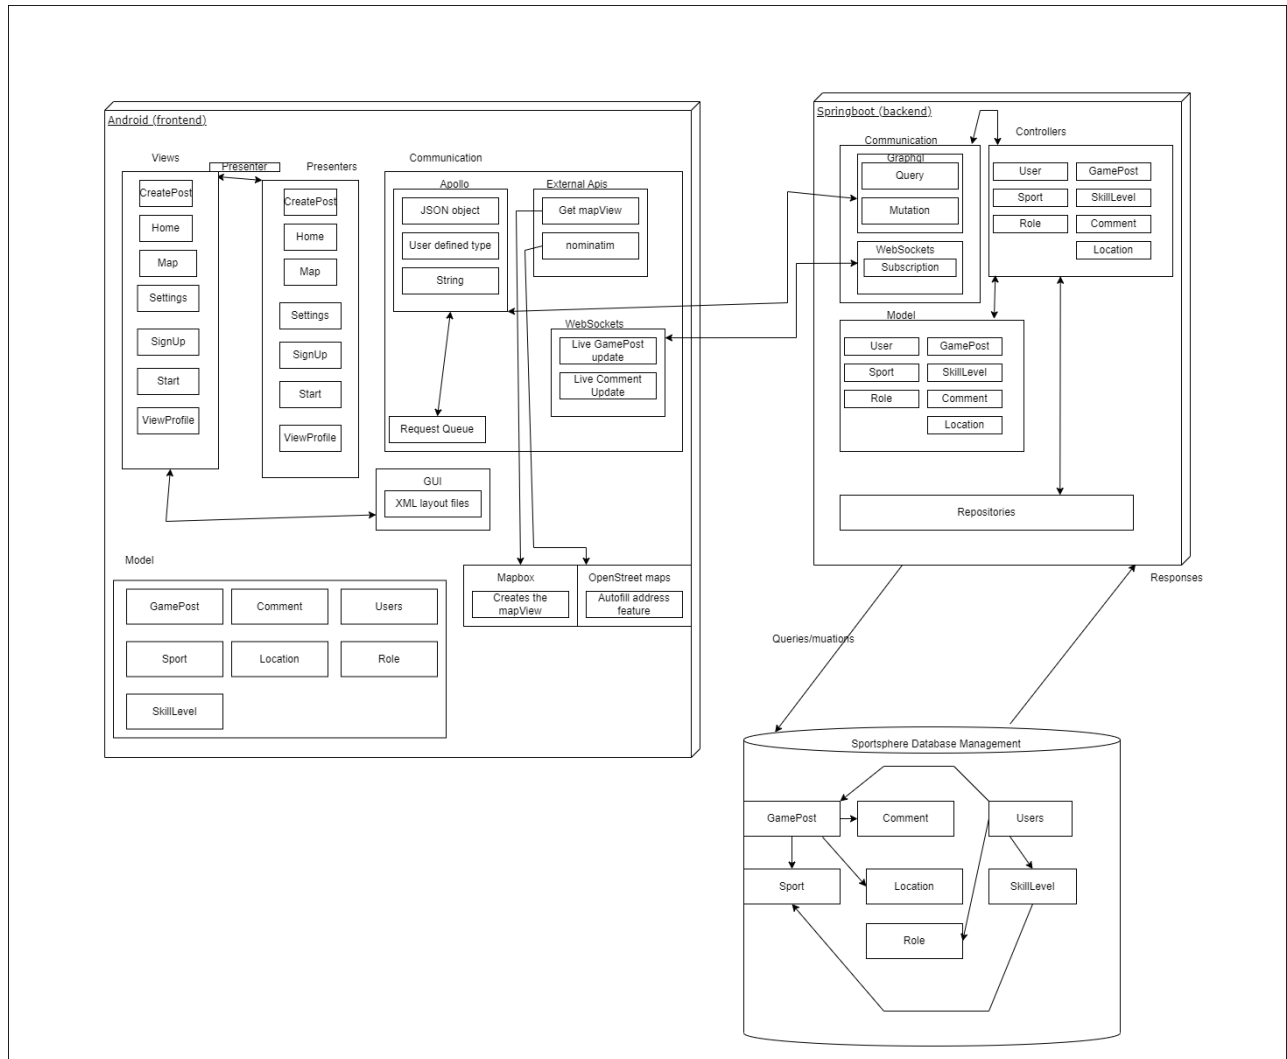 Android (frontend)
Views
Presenter
Presenters
CreatePost
Home
Map
Settings
SignUp
Start
ViewProfile
CreatePost
Home
Map
Settings
SignUp
Start
ViewProfile
Communication
Apollo
JSON object
User defined type
String
External Apis
Get mapView
nominatim
WebSockets
Live GamePost
update
Live Comment
Update
Request Queue
GUI
XML layout files
Mapbox
Creates the
mapView
OpenStreet maps
Autofill address
feature
Model
GamePost
Comment
Users
Sport
Location
Role
SkillLevel
Springboot (backend)
Communication
Graphql
Query
Mutation
WebSockets
Subscription
Controllers
User
GamePost
Sport
SkillLevel
Role
Comment
Location
Model
User
GamePost
Sport
SkillLevel
Role
Comment
Location
Repositories
Responses
Queries/muations
Sportsphere Database Management
GamePost
Comment
Users
Sport
Location
SkillLevel
Role